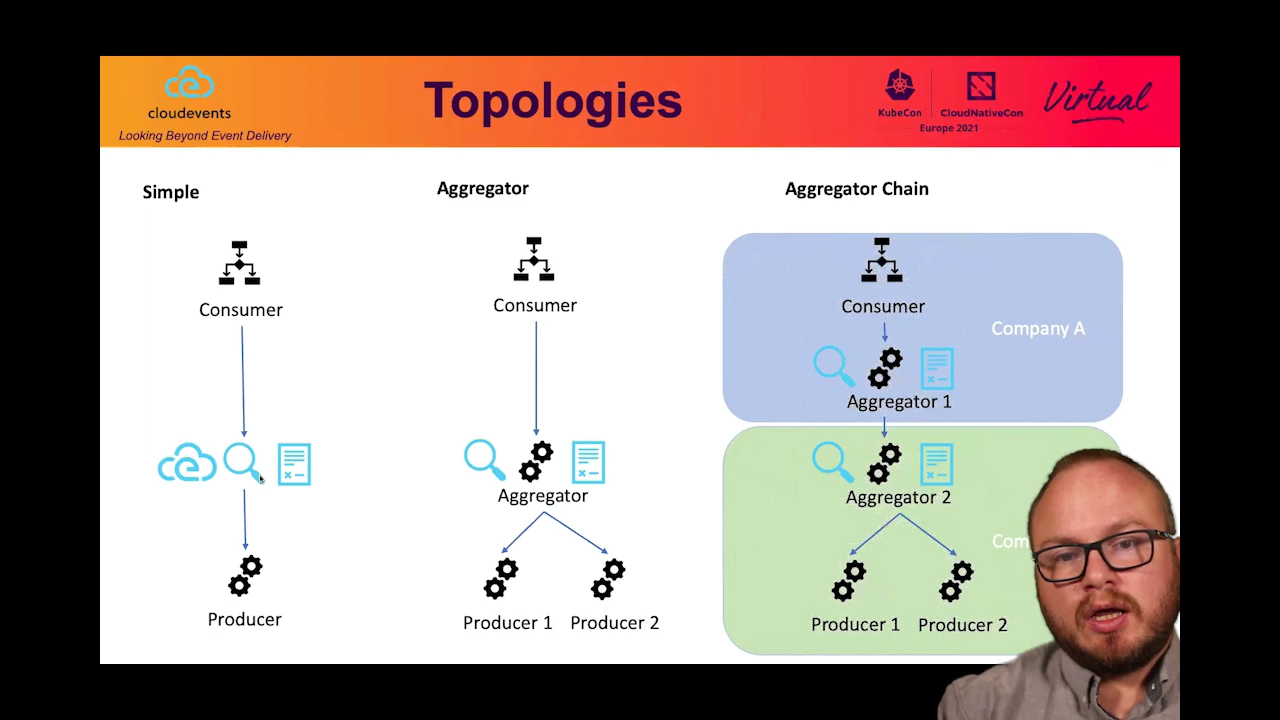 cloudevents
Looking Beyond Event Delivery
Topologies
KubeCon
CloudNativeCon
Europe 2021
Virtual
Simple
Consumer
Producer
Aggregator
Consumer
Aggregator
Producer 1
Producer 2
Aggregator Chain
Consumer
Company A
Aggregator 1
Aggregator 2
Com
Producer 1
Producer 2